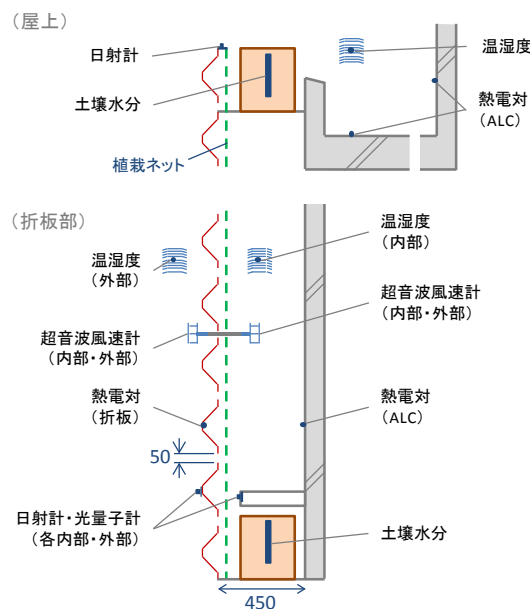 （屋上）
日射計
土壌水分
植栽ネット
温湿度
熱電対
(ALC)
（折板部）
温湿度
(外部)
温湿度
(内部)
超音波風速計
(内部・外部)
超音波風速計
(内部・外部)
熱電対
(折板)
熱電対
(ALC)
50
日射計・光量子計
(各内部・外部)
土壌水分
450